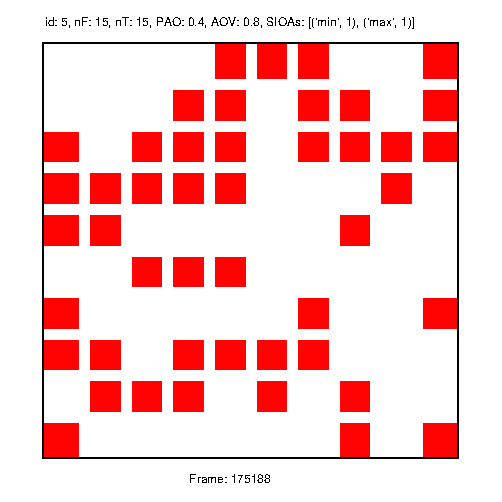 id: 5, nF: 15, nT: 15, PAO: 0.4, AOV: 0.8, SIOAs: [('min', 1), ('max', 1)]
Frame: 175188